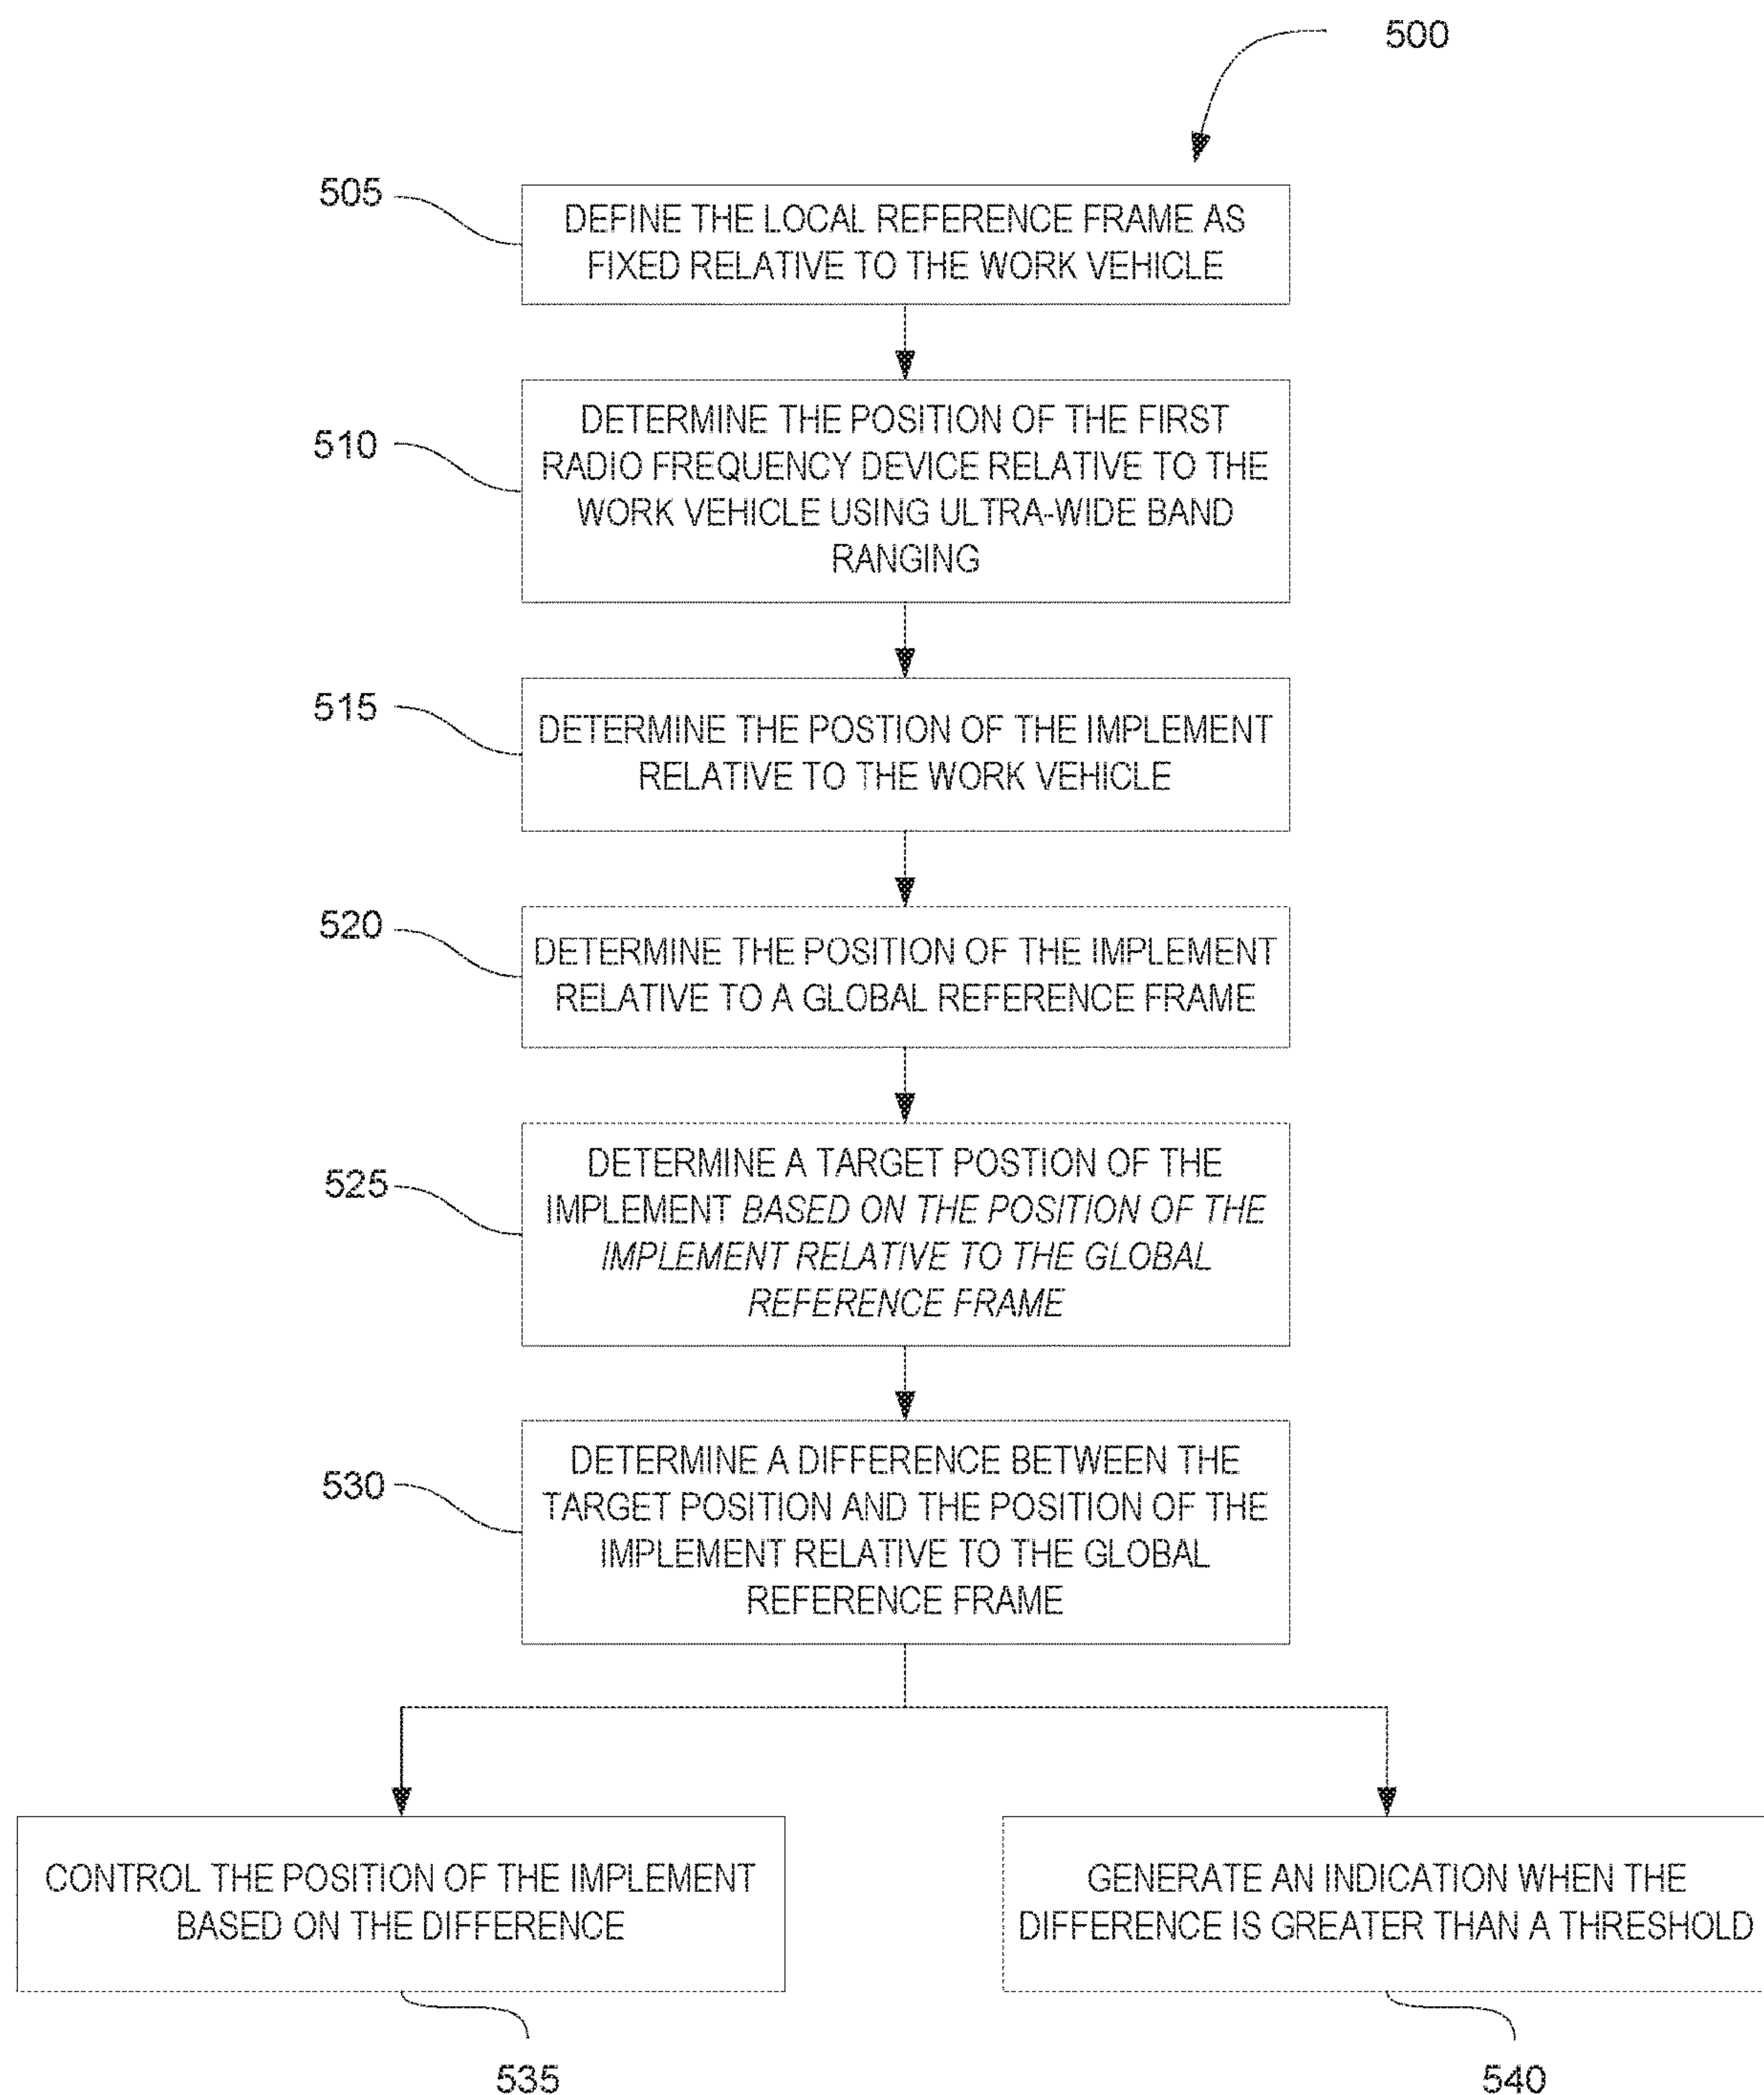 500
505
DEFINE THE LOCAL REFERENCE FRAME AS
FIXED RELATIVE TO THE WORK VEHICLE
510
DETERMINE THE POSITION OF THE FIRST
RADIO FREQUENCY DEVICE RELATIVE TO THE
WORK VEHICLE USING ULTRA-WIDE BAND
RANGING
515
DETERMINE THE POSTION OF THE IMPLEMENT
RELATIVE TO THE WORK VEHICLE
520
DETERMINE THE POSITION OF THE IMPLEMENT
RELATIVE TO A GLOBAL REFERENCE FRAME
525
DETERMINE A TARGET POSTION OF THE
IMPLEMENT BASED ON THE POSITION OF THE
IMPLEMENT RELATIVE TO THE GLOBAL
REFERENCE FRAME
530
DETERMINE A DIFFERENCE BETWEEN THE
TARGET POSITION AND THE POSITION OF THE
IMPLEMENT RELATIVE TO THE GLOBAL
REFERENCE FRAME
CONTROL THE POSITION OF THE IMPLEMENT
BASED ON THE DIFFERENCE
535
GENERATE AN INDICATION WHEN THE
DIFFERENCE IS GREATER THAN A THRESHOLD
540